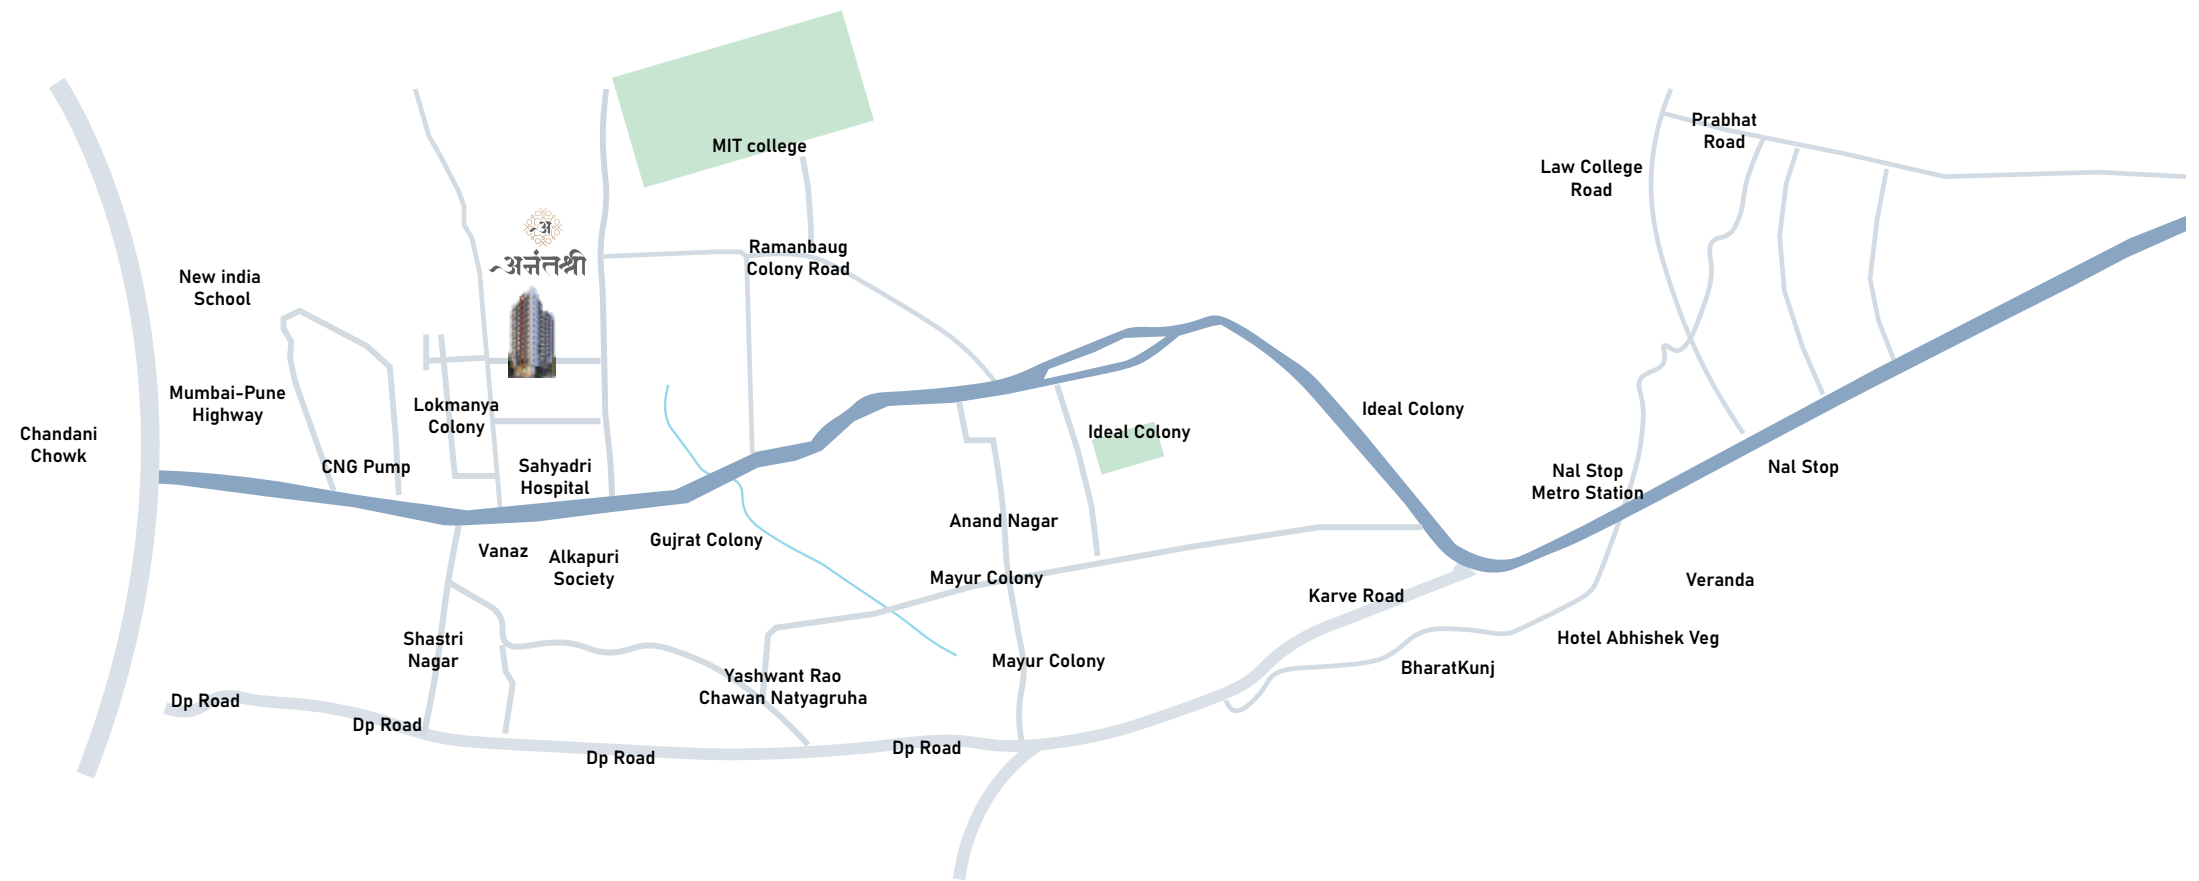 MIT college
Prabhat
Road
Law College
Road
अ
अनंतश्री
Ramanbaug
Colony Road
New india
School
Mumbai-Pune
Highway
Lokmanya
Colony
Ideal Colony
Chandani
Chowk
Ideal Colony
CNG Pump
Sahyadri
Hospital
Nal Stop
Metro Station
Nal Stop
Anand Nagar
Gujrat Colony
Vanaz
Alkapuri
Society
Mayur Colony
Veranda
Karve Road
Shastri
Nagar
Hotel Abhishek Veg
Mayur Colony
BharatKunj
Yashwant Rao
Chawan Natyagruha
Dp Road
Dp Road
Dp Road
Dp Road